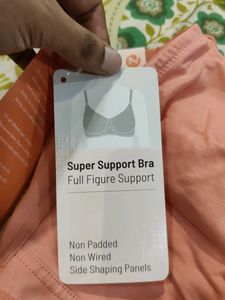 Super Support Bra
Full Figure Support
Non Padded
Non Wired
Side Shaping Panels